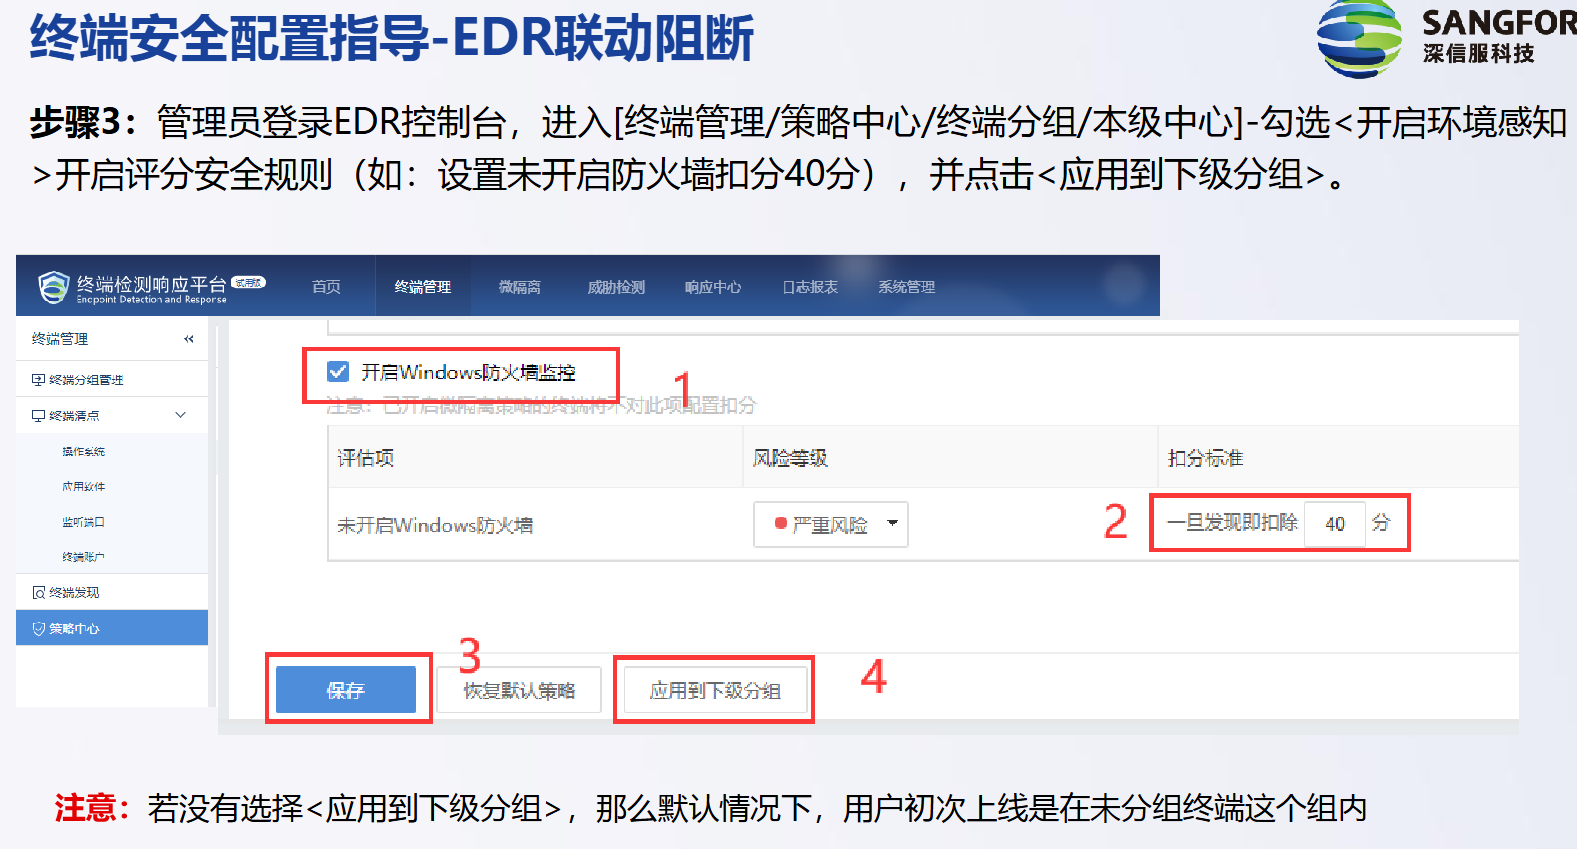 终端安全配置指导-EDR联动阻断
SANGFOR
深信服科技
步骤3：管理员登录EDR控制台，进入[终端管理/策略中心/终端分组/本级中心]-勾选<开启环境感知
>开启评分安全规则（如：设置未开启防火墙扣分40分），并点击<应用到下级分组>。
终端检测响应平台 试用版
Endpoint Detection and Response
首页 终端管理 微隔离 威胁检测 响应中心 日志报表 系统管理
终端管理 «
终端分组管理
终端清点
操作系统
应用软件
监听端口
终端账户
终端发现
策略中心
开启Windows防火墙监控
1
注意：已开启微隔离策略的终端将不对此项配置扣分
评估项 风险等级 扣分标准
未开启Windows防火墙 严重风险 2 一旦发现即扣除 40 分
3
4
保存 恢复默认策略 应用到下级分组
注意：若没有选择<应用到下级分组>，那么默认情况下，用户初次上线是在未分组终端这个组内